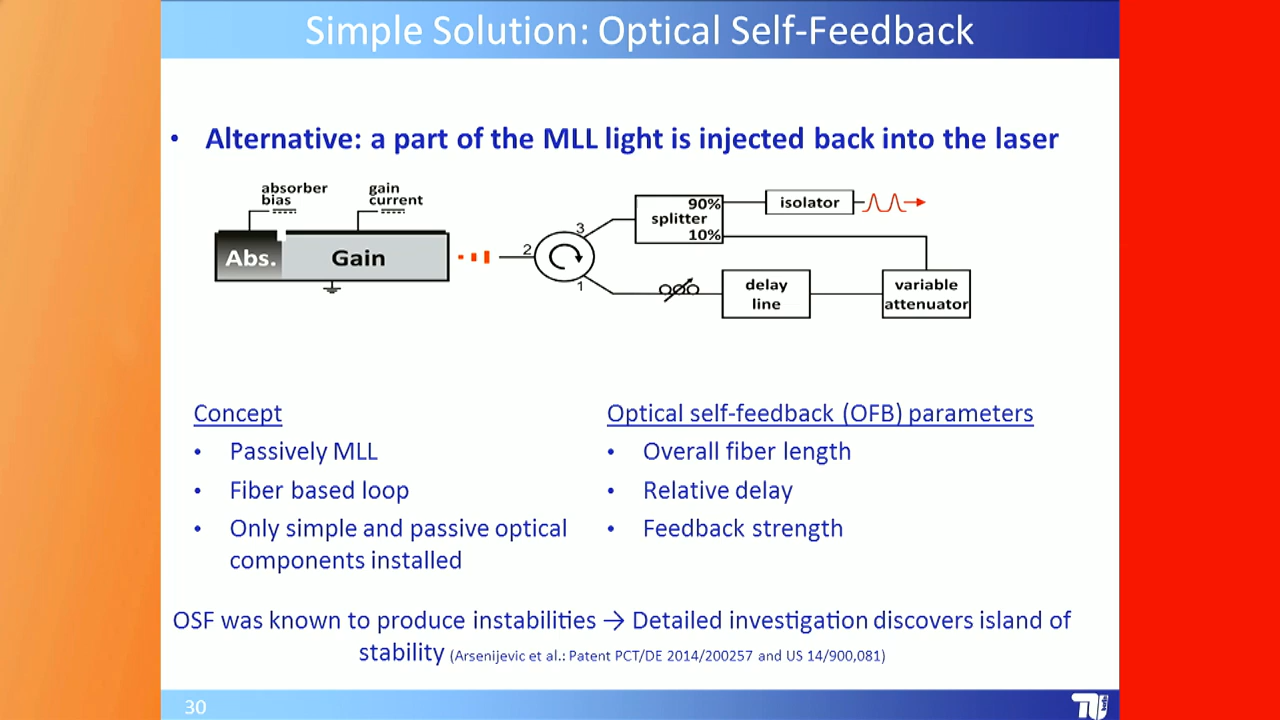 Simple Solution: Optical Self-Feedback
• Alternative: a part of the MLL light is injected back into the laser
absorber
bias
gain
current
Abs.
Gain
2
3
1
90%
splitter
10%
isolator
delay
line
variable
attenuator
Concept
• Passively MLL
• Fiber based loop
• Only simple and passive optical
components installed
Optical self-feedback (OFB) parameters
• Overall fiber length
• Relative delay
• Feedback strength
OSF was known to produce instabilities → Detailed investigation discovers island of
stability (Arsenijevic et al.: Patent PCT/DE 2014/200257 and US 14/900,081)
30